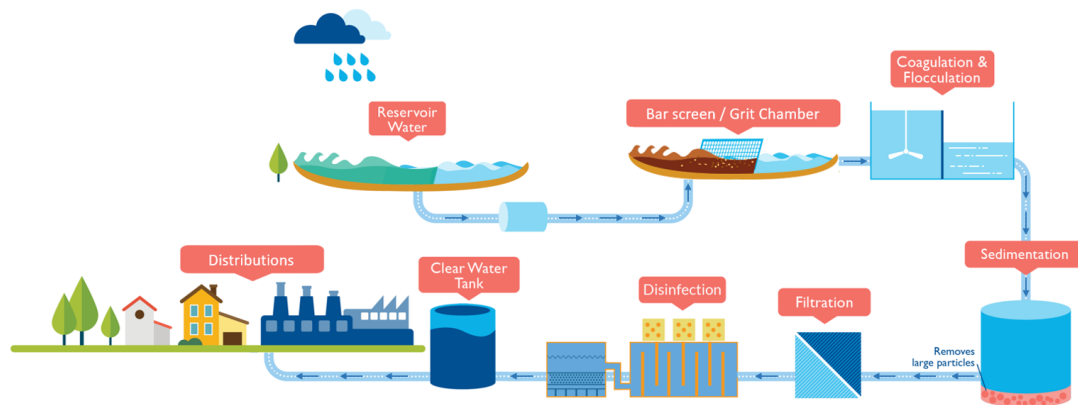 Reservoir
Water
Bar screen / Grit Chamber
Coagulation &
Flocculation
Sedimentation
Removes
large particles
Filtration
Disinfection
Clear Water
Tank
Distributions